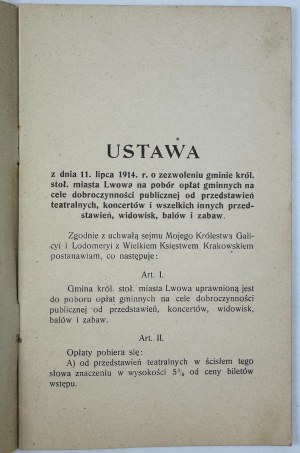 USTAWA
z dnia 11. lipca 1914. r. o zezwoleniu gminie król.
stoł. miasta Lwowa na pobór opłat gminnych na
cele dobroczynności publicznej od przedstawień
teatralnych, koncertów i wszelkich innych przed-
stawień, widowisk, balów i zabaw.
Zgodnie z uchwałą sejmu Mojego Królestwa Gali-
cyi i Lodomeryi z Wielkiem Księstwem Krakowskiem
postanawiam, co następuje:
Art. I.
Gmina król. stoł. miasta Lwowa uprawnioną jest
do poboru opłat gminnych na cele dobroczynności
publicznej od przedstawień, koncertów, widowisk,
balów i zabaw.
Art. II.
Opłaty pobiera się:
A) od przedstawień teatralnych w ścisłem tego
słowa znaczeniu w wysokości 5% od ceny biletów
wstępu.